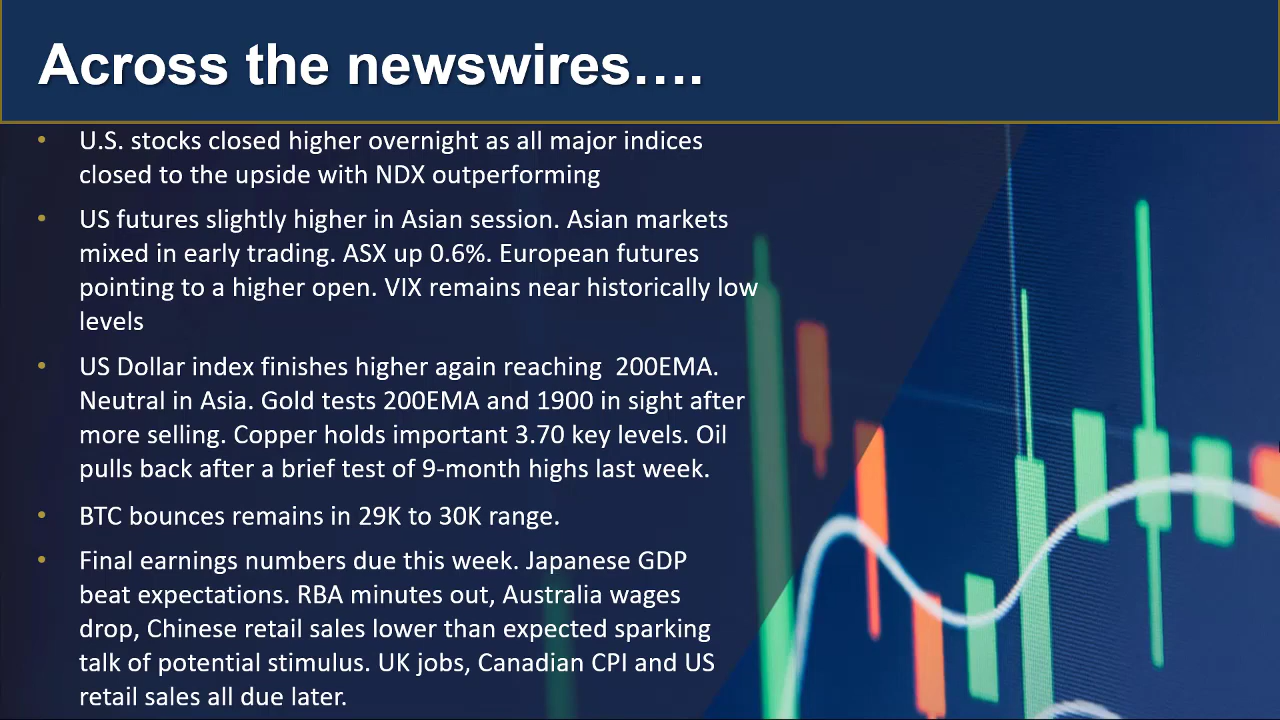 Across the newswires….
• U.S. stocks closed higher overnight as all major indices
closed to the upside with NDX outperforming
• US futures slightly higher in Asian session. Asian markets
mixed in early trading. ASX up 0.6%. European futures
pointing to a higher open. VIX remains near historically low
levels
• US Dollar index finishes higher again reaching  200EMA.
Neutral in Asia. Gold tests 200EMA and 1900 in sight after
more selling. Copper holds important 3.70 key levels. Oil
pulls back after a brief test of 9-month highs last week.
• BTC bounces remains in 29K to 30K range.
• Final earnings numbers due this week. Japanese GDP
beat expectations. RBA minutes out, Australia wages
drop, Chinese retail sales lower than expected sparking
talk of potential stimulus. UK jobs, Canadian CPI and US
retail sales all due later.